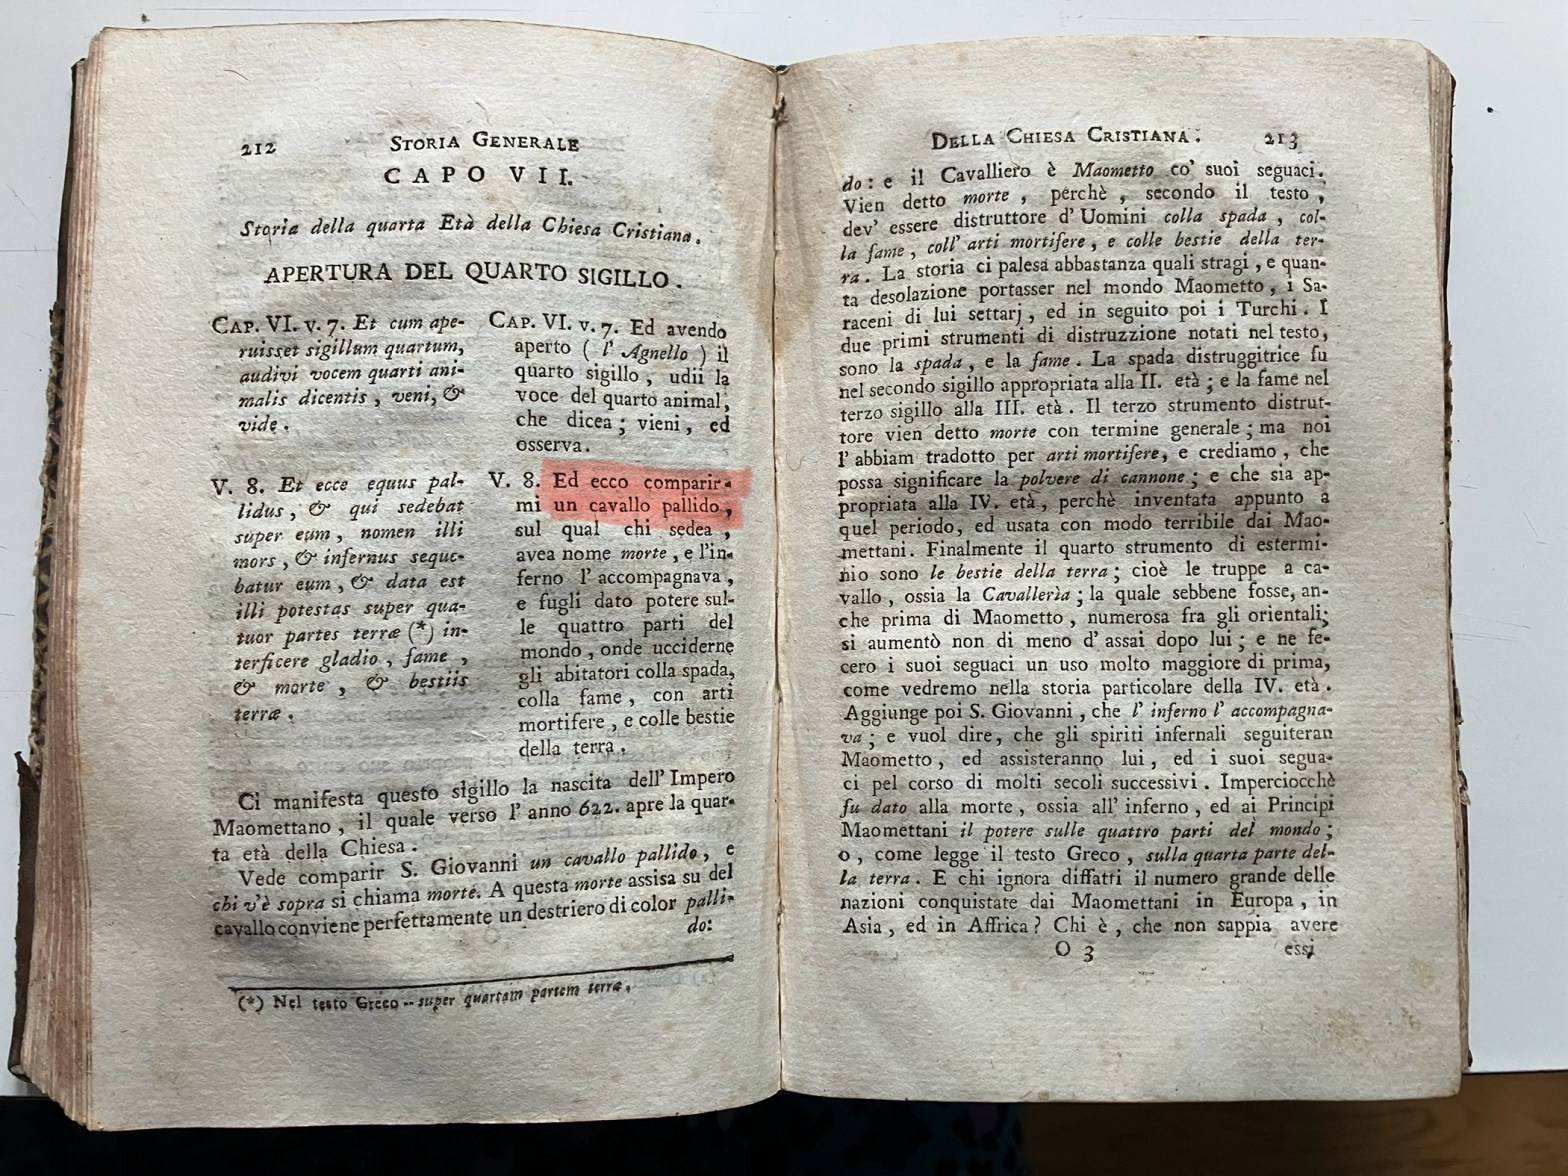 212
STORIA GENERALE
CAPO VII.
Storia della quarta Età della Chiesa Cristiana.
APERTURA DEL QUARTO SIGILLO.
CAP. VI. v. 7. Et cum ape-
ruisset sigillum quartum,
audivi vocem quarti ani-
malis dicentis, veni, &
vide.
V. 8. Et ecce equus pal-
lidus, & qui sedebat
super eum, nomen illi
mors, & infernus seque-
batur eum, & data est
illi potestas super qua-
tuor partes terræ (*) in-
terficere gladio, fame,
& morte, & bestiis
terræ.
CAP. VI. v. 7. Ed avendo
aperto (l' Agnello) il
quarto sigillo, udii la
voce del quarto animal,
che dicea; vieni, ed
osserva.
V. 8. Ed ecco comparir-
mi un cavallo pallido,
sul qual chi sedea,
avea nome morte, e l'in-
ferno l'accompagnava,
e fugli dato potere sul-
le quattro parti del
mondo, onde ucciderne
gli abitatori colla spada,
colla fame, con arti
mortifere, e colle bestie
della terra.
Ci manifesta questo sigillo la nascita dell'Impero
Maomettano, il quale verso l'anno 622. apre la quar-
ta età della Chiesa.
Vede comparir S. Giovanni un cavallo pallido, e
chi v'è sopra si chiama morte. A questa morte assisa su del
cavallo conviene perfettamente un destriero di color palli-
do:
(*) Nel testo Greco -- super quartam partem terræ.
DELLA CHIESA CRISTIANA.
213
do: e il Cavalliero è Maometto co' suoi seguaci.
Vien detto morte, perchè, secondo il testo,
dev' essere distruttore d'Uomini colla spada, col-
la fame, coll' arti mortifere, e colle bestie della ter-
ra. La storia ci palesa abbastanza quali stragi, e quan-
ta desolazione portasser nel mondo Maometto, i Sa-
raceni di lui settarj, ed in seguito poi i Turchi. I
due primi strumenti di distruzzione notati nel testo,
sono la spada, e la fame. La spada distruggitrice fu
nel secondo sigillo appropriata alla II. età; e la fame nel
terzo sigillo alla III. età. Il terzo strumento distrut-
tore vien detto morte con termine generale; ma noi
l'abbiam tradotto per arti mortifere, e crediamo, che
possa significare la polvere di cannone; e che sia ap-
propriata alla IV. età, perchè inventata appunto a
quel periodo, ed usata con modo terribile dai Mao-
mettani. Finalmente il quarto strumento di estermi-
nio sono le bestie della terra; cioè le truppe a ca-
vallo, ossia la Cavallerìa; la quale sebbene fosse, an-
che prima di Maometto, numerosa fra gli orientali;
si aumentò non di meno d'assai dopo lui; e ne fe-
cero i suoi seguaci un uso molto maggiore di prima,
come vedremo nella storia particolare della IV. età.
Aggiunge poi S. Giovanni, che l'inferno l'accompagna-
va; e vuol dire, che gli spiriti infernali seguiteran
Maometto, ed assisteranno lui, ed i suoi segua-
ci pel corso di molti secoli successivi. Imperciocchè
fu dato alla morte, ossia all' inferno, ed ai Principi
Maomettani il potere sulle quattro parti del mondo;
o, come legge il testo Greco, sulla quarta parte del-
la terra. E chi ignora diffatti il numero grande delle
nazioni conquistate dai Maomettani in Europa, in
Asia, ed in Affrica? Chi è, che non sappia avere
O 3
essi